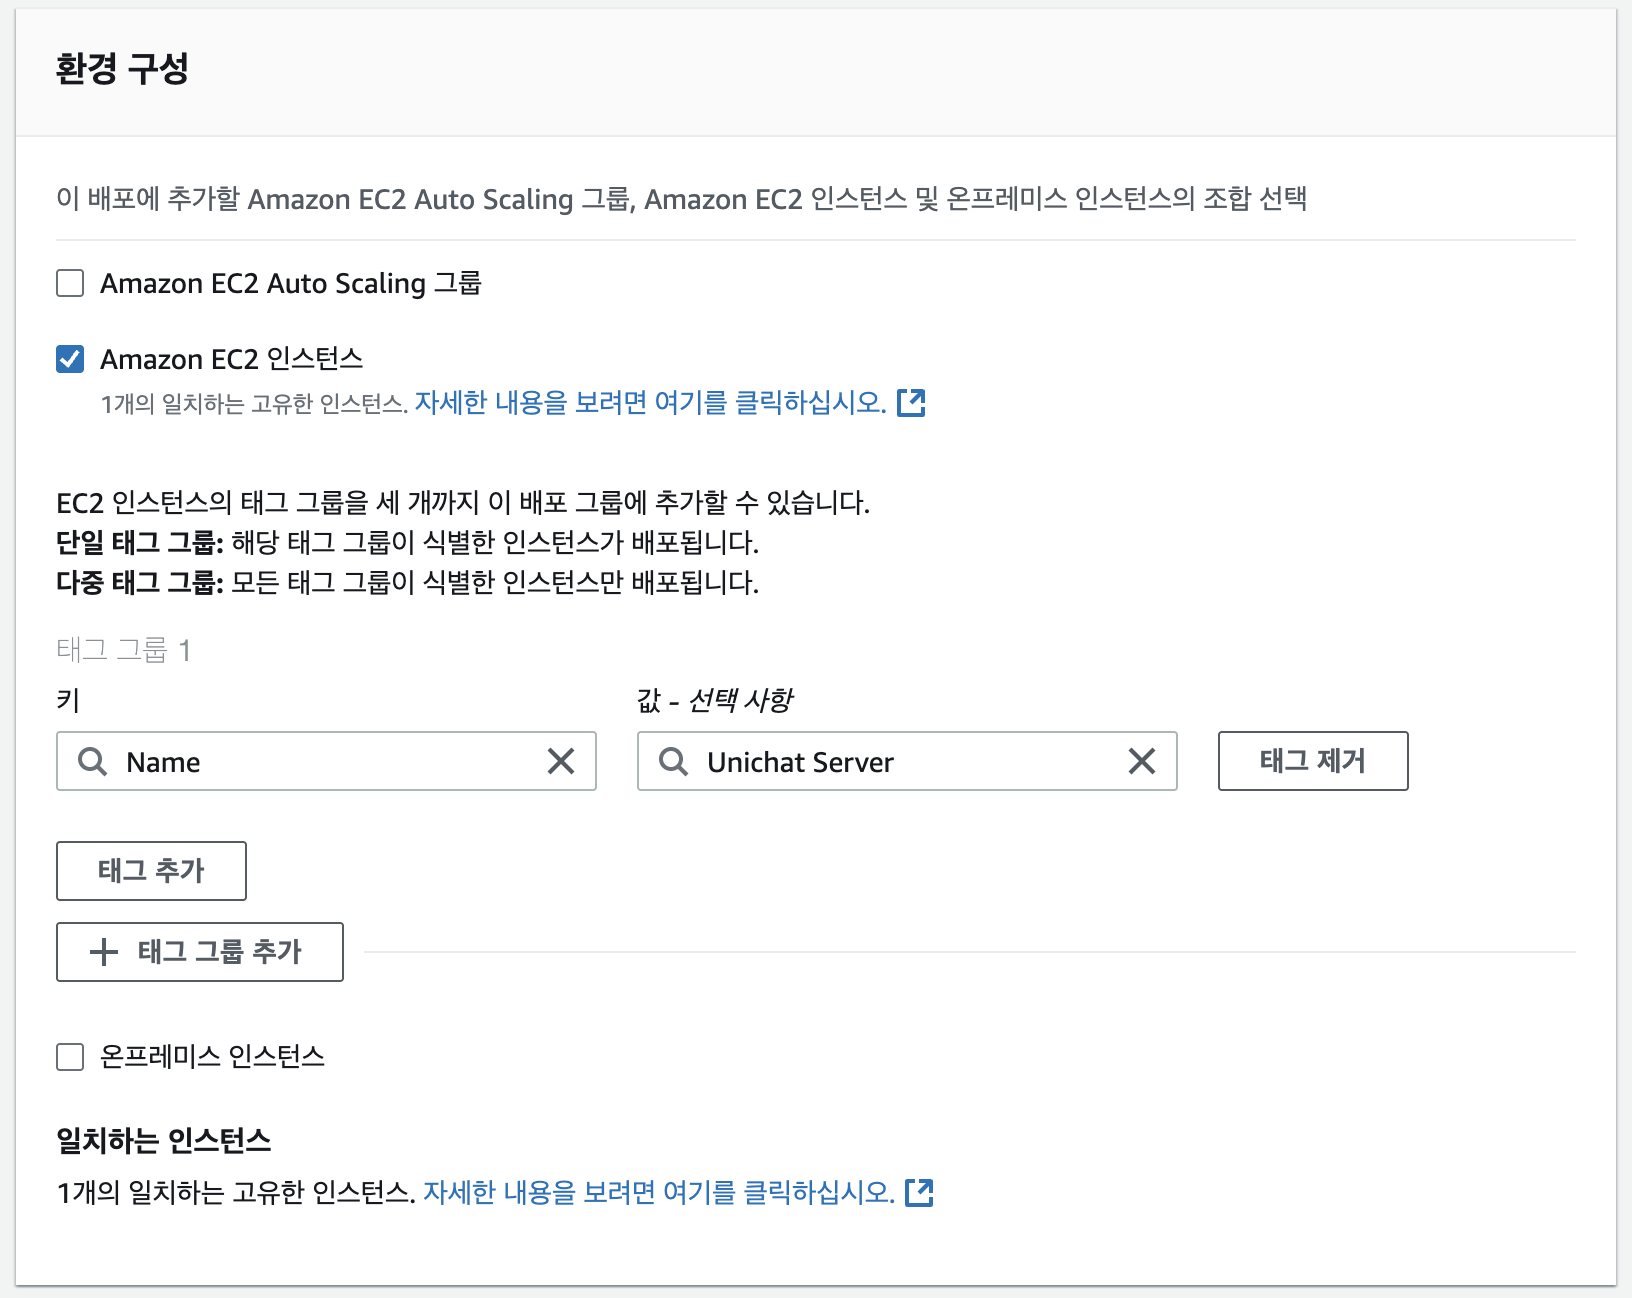 환경 구성
이 배포에 추가할 Amazon EC2 Auto Scaling 그룹, Amazon EC2 인스턴스 및 온프레미스 인스턴스의 조합 선택
Amazon EC2 Auto Scaling 그룹
Amazon EC2 인스턴스
1개의 일치하는 고유한 인스턴스. 자세한 내용을 보려면 여기를 클릭하십시오.
EC2 인스턴스의 태그 그룹을 세 개까지 이 배포 그룹에 추가할 수 있습니다.
단일 태그 그룹: 해당 태그 그룹이 식별한 인스턴스가 배포됩니다.
다중 태그 그룹: 모든 태그 그룹이 식별한 인스턴스만 배포됩니다.
태그 그룹 1
키 값 - 선택 사항
Name Unichat Server 태그 제거
태그 추가
태그 그룹 추가
온프레미스 인스턴스
일치하는 인스턴스
1개의 일치하는 고유한 인스턴스. 자세한 내용을 보려면 여기를 클릭하십시오.